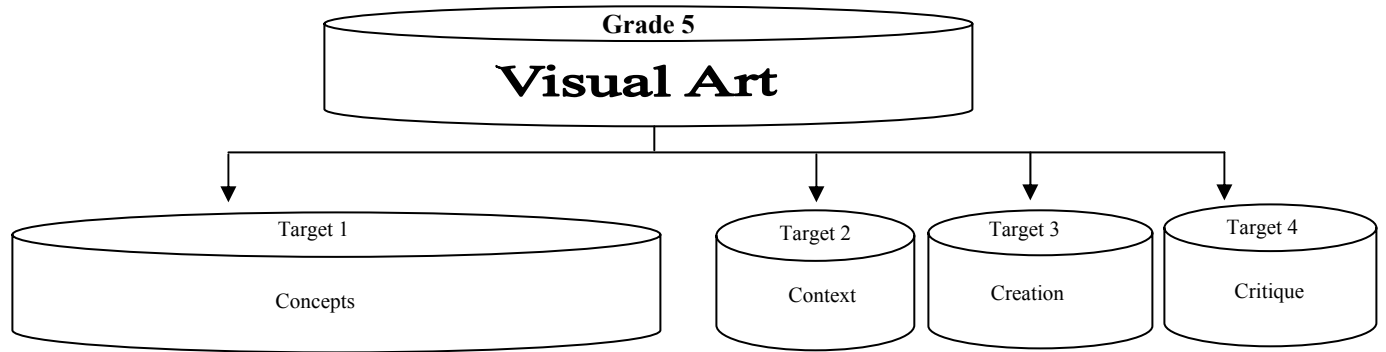 Grade 5
Visual Art
Target 1
Concepts
Target 2
Context
Target 3
Creation
Target 4
Critique